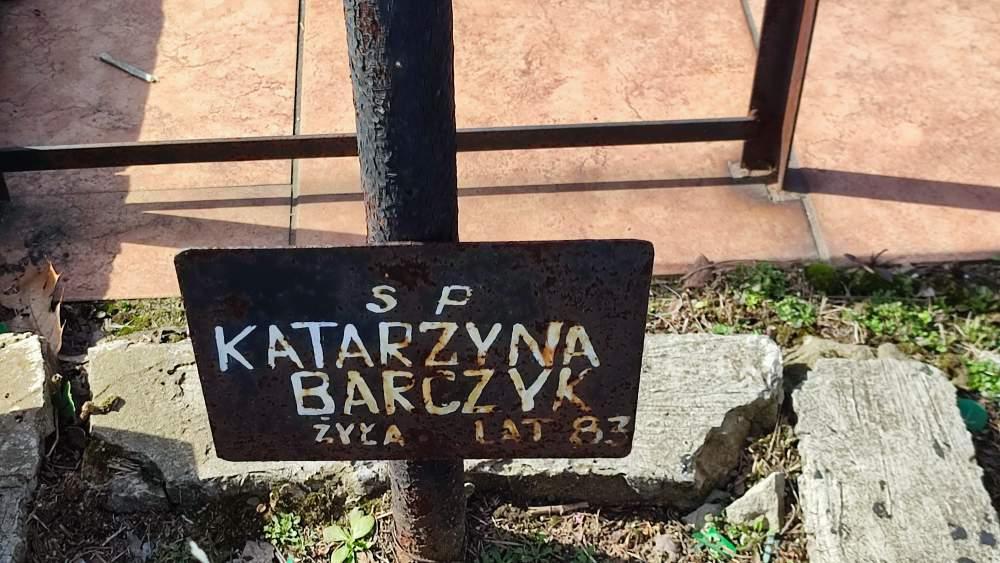 S P
KATARZYNA
BARCZYK
ŻYŁA LAT 83